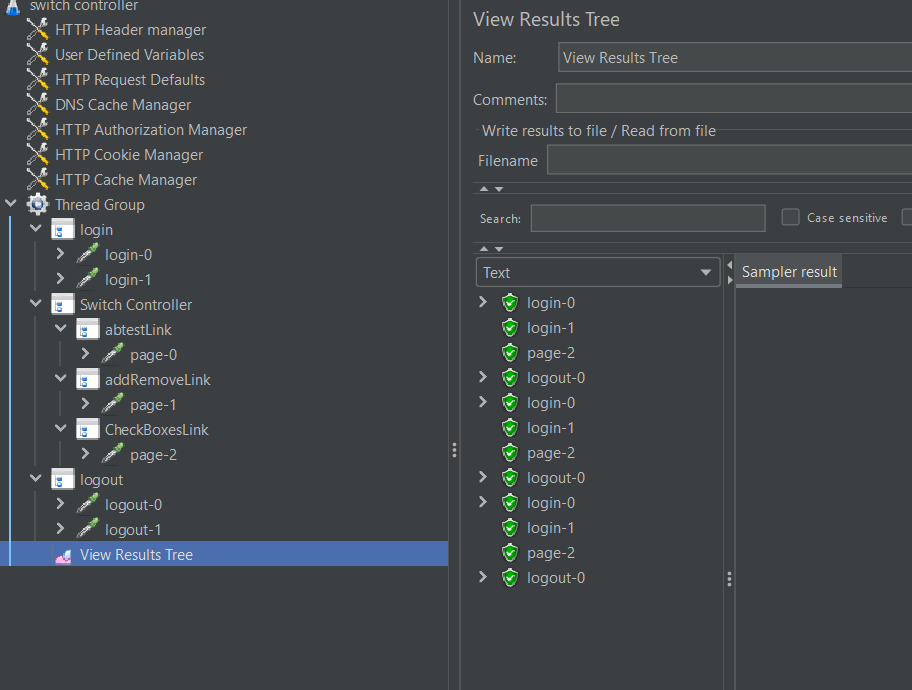 switch controller
HTTP Header manager
User Defined Variables
HTTP Request Defaults
DNS Cache Manager
HTTP Authorization Manager
HTTP Cookie Manager
HTTP Cache Manager
Thread Group
login
login-0
login-1
Switch Controller
abtestLink
page-0
addRemoveLink
page-1
CheckBoxesLink
page-2
logout
logout-0
logout-1
View Results Tree
View Results Tree
Name: View Results Tree
Comments:
Write results to file / Read from file
Filename
Search: Case sensitive
Text
Sampler result
login-0
login-1
page-2
logout-0
login-0
login-1
page-2
logout-0
login-0
login-1
page-2
logout-0